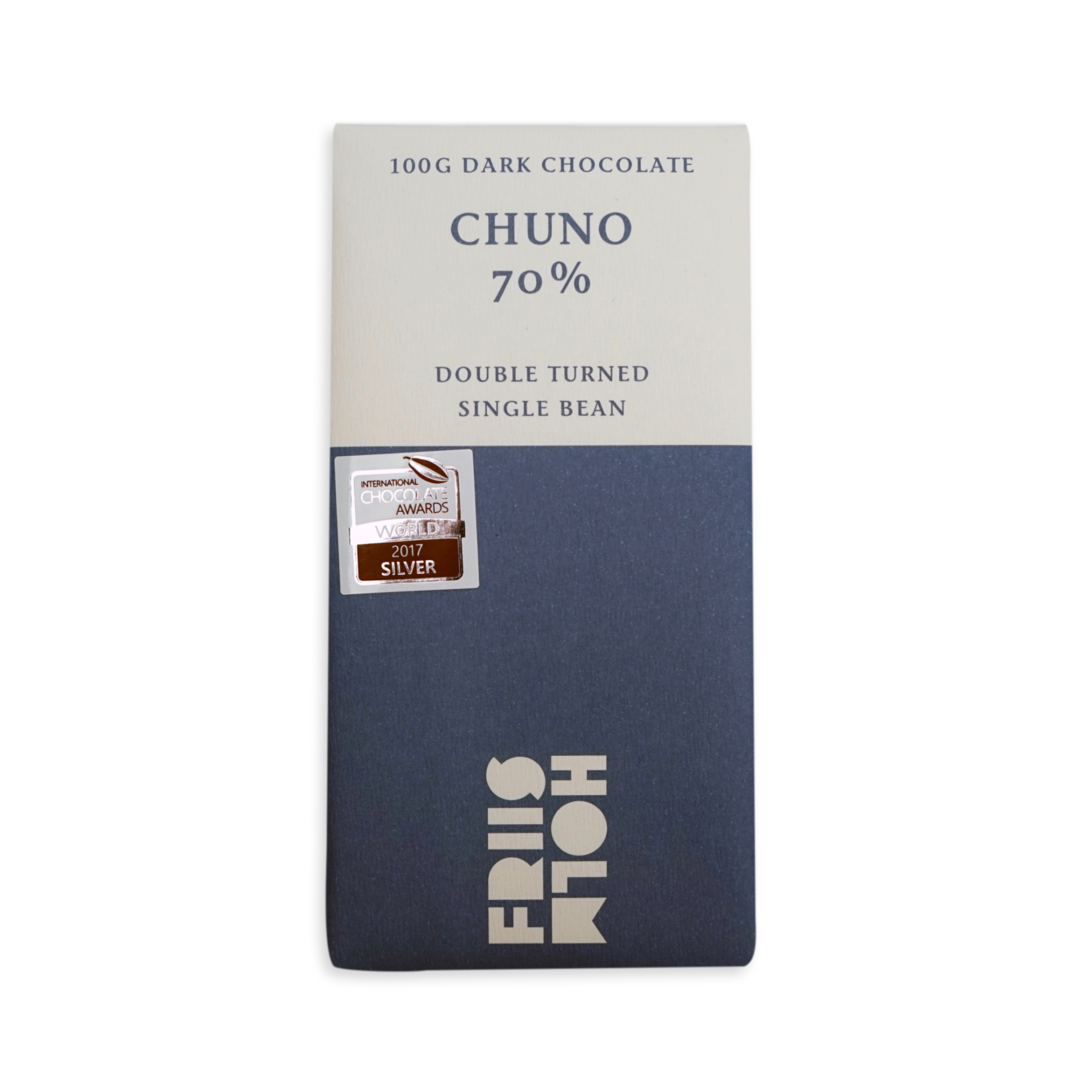 100G DARK CHOCOLATE
CHUNO
70%
DOUBLE TURNED
SINGLE BEAN
INTERNATIONAL
CHOCOLATE
AWARDS
WORLD
2017
SILVER
FRIIS
HOLM